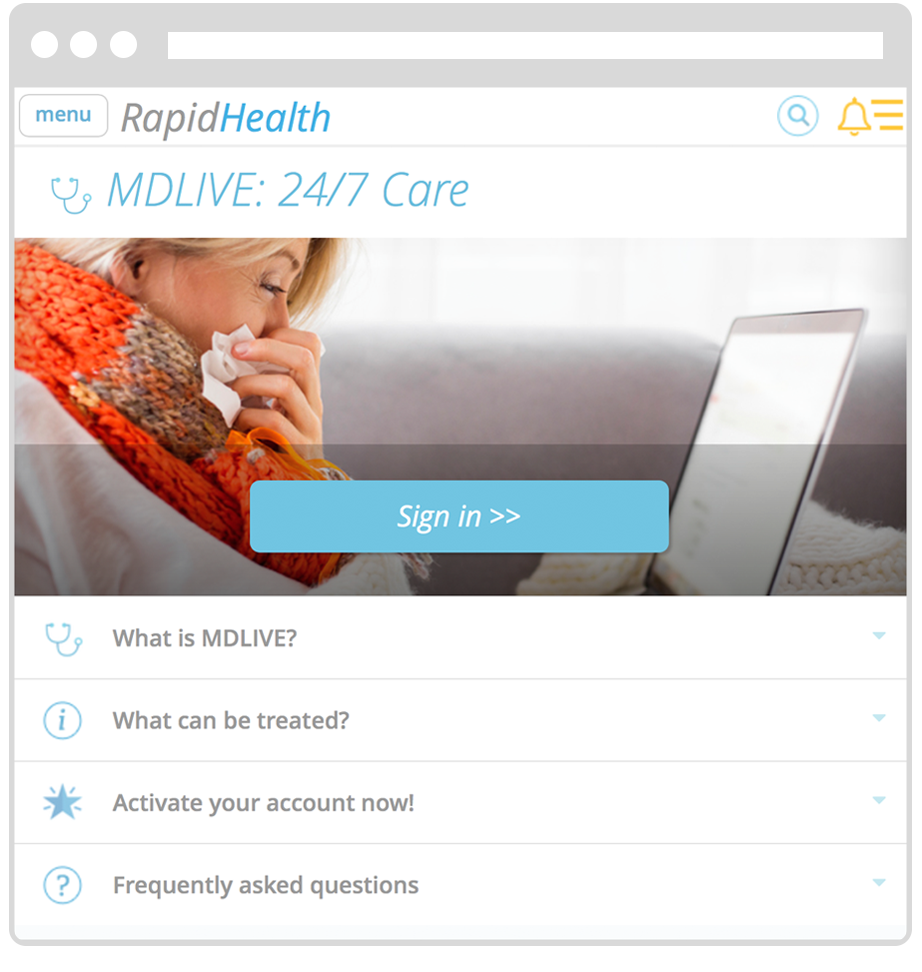 menu
RapidHealth
MDLIVE: 24/7 Care
Sign in >>
What is MDLIVE?
What can be treated?
Activate your account now!
Frequently asked questions